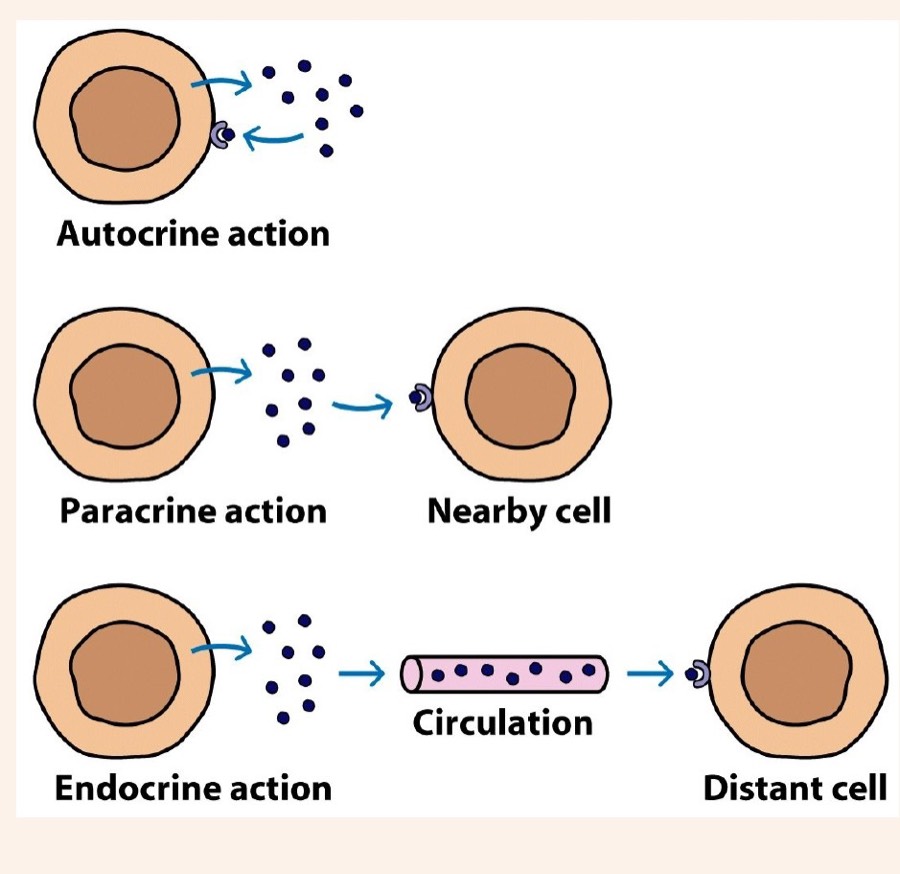 Autocrine action
Paracrine action
Nearby cell
Circulation
Endocrine action
Distant cell